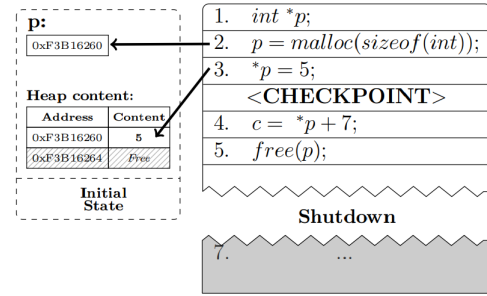 p:
0xF3B16260
Heap content:
Address Content
0xF3B16260 5
0xF3B16264 Free
Initial
State
1. int *p;
2. p = malloc(sizeof(int));
3. *p = 5;
<CHECKPOINT>
4. c = *p + 7;
5. free(p);
Shutdown
7. ...